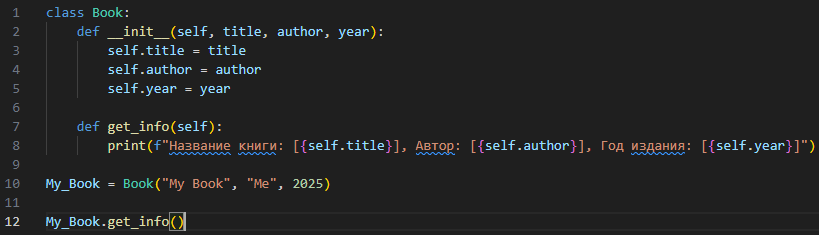 1 class Book:
2     def __init__(self, title, author, year):
3         self.title = title
4         self.author = author
5         self.year = year
6
7     def get_info(self):
8         print(f"Название книги: [{self.title}], Автор: [{self.author}], Год издания: [{self.year}]")
9
10 My_Book = Book("My Book", "Me", 2025)
11
12 My_Book.get_info()